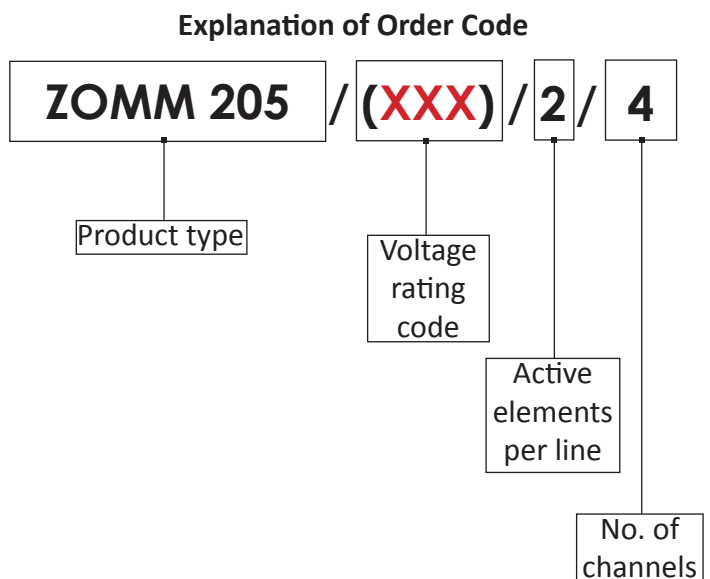 Explanation of Order Code
ZOMM 205 / (XXX) / 2 / 4
Product type
Voltage
rating
code
Active
elements
per line
No. of
channels